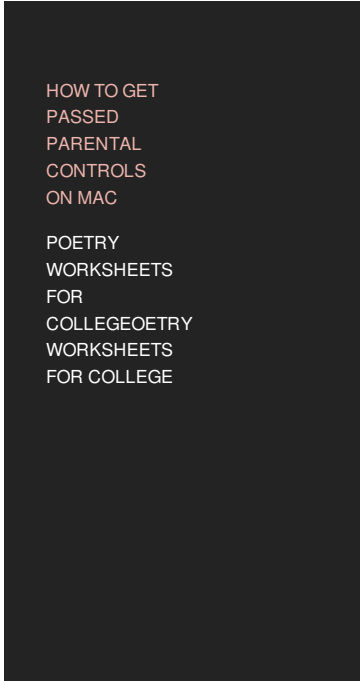 HOW TO GET
PASSED
PARENTAL
CONTROLS
ON MAC
POETRY
WORKSHEETS
FOR
COLLEGEOETRY
WORKSHEETS
FOR COLLEGE